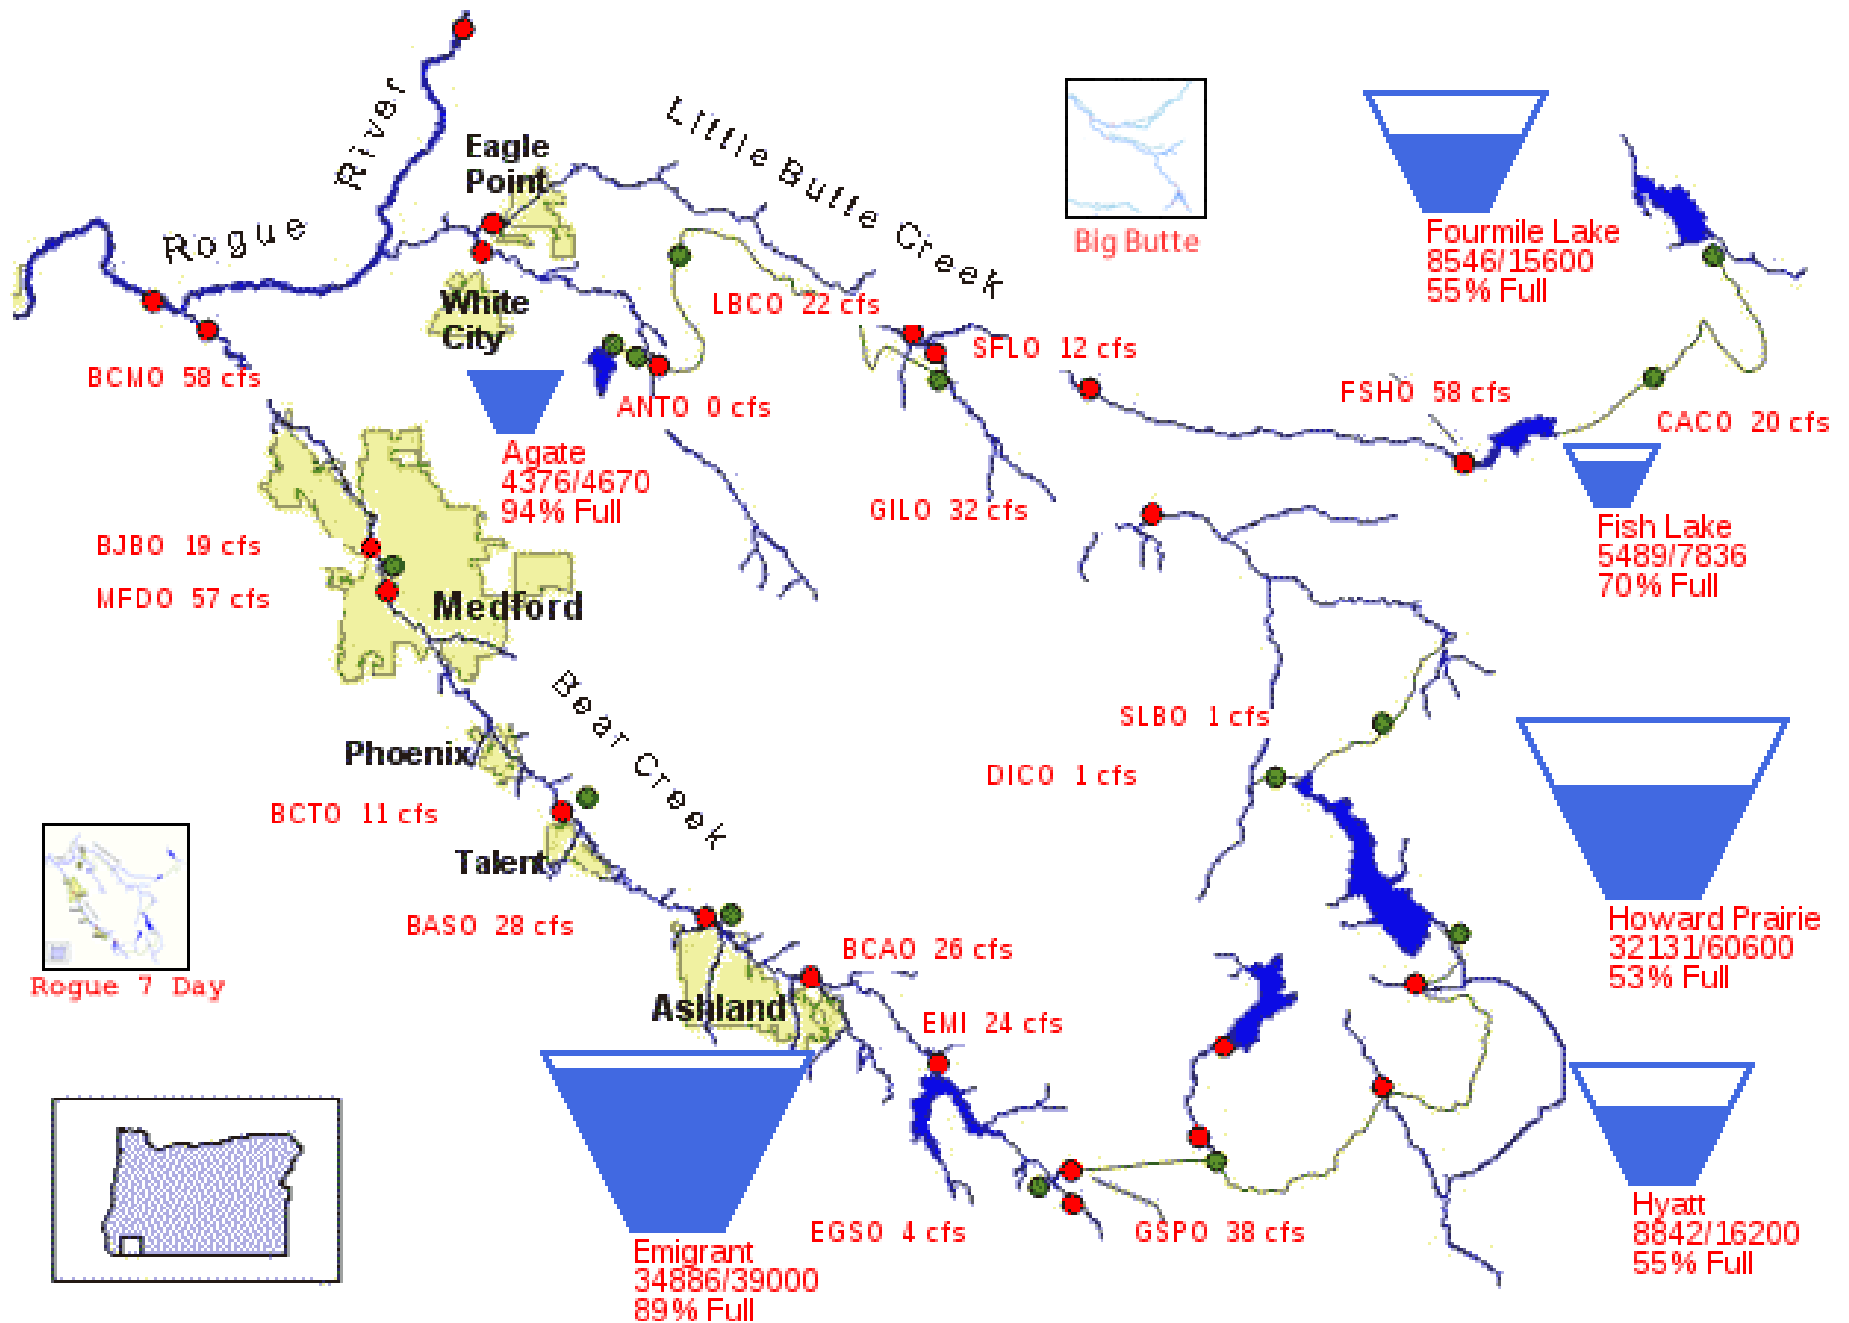 Rogue River
Eagle
Point
Little Butte Creek
Big Butte
Fourmile Lake
8546/15600
55% Full
White
City
LBCO 22 cfs
SFLO 12 cfs
BCMO 58 cfs
ANTO 0 cfs
FSHO 58 cfs
CACO 20 cfs
Agate
4376/4670
94% Full
GILO 32 cfs
Fish Lake
5489/7836
70% Full
BJBO 19 cfs
MFDO 57 cfs
Medford
Bear Creek
SLBO 1 cfs
Phoenix
DICO 1 cfs
BCTO 11 cfs
Talent
BASO 28 cfs
BCAO 26 cfs
Howard Prairie
32131/60600
53% Full
Rogue 7 Day
Ashland
EMI 24 cfs
EGSO 4 cfs
GSPO 38 cfs
Hyatt
8842/16200
55% Full
Emigrant
34886/39000
89% Full